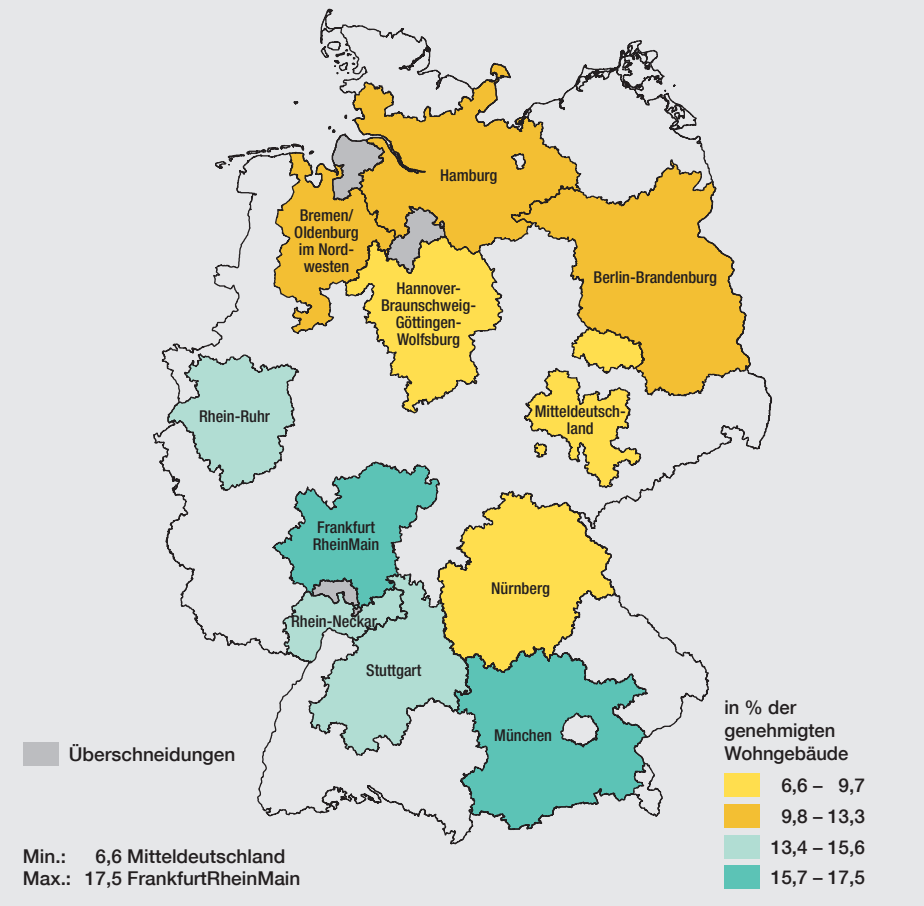 Hamburg
Bremen/
Oldenburg
im Nord-
westen
Berlin-Brandenburg
Hannover-
Braunschweig-
Göttingen-
Wolfsburg
Rhein-Ruhr
Mitteldeutsch-
land
Frankfurt
RheinMain
Nürnberg
Rhein-Neckar
Stuttgart
München
Überschneidungen
Min.: 6,6 Mitteldeutschland
Max.: 17,5 FrankfurtRheinMain
in % der
genehmigten
Wohngebäude
6,6 – 9,7
9,8 – 13,3
13,4 – 15,6
15,7 – 17,5